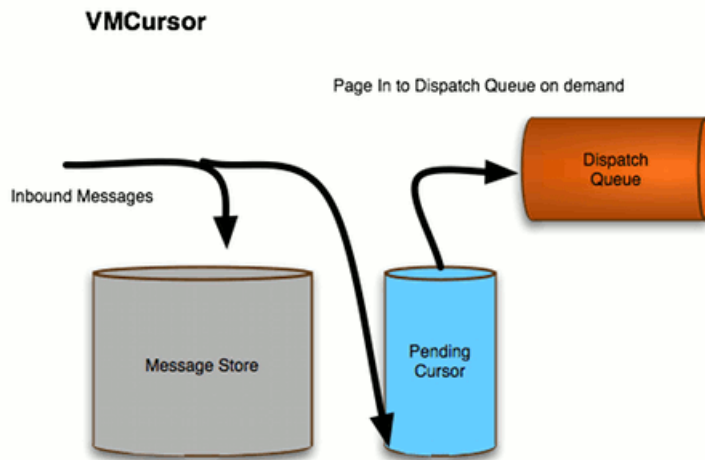 VMCursor
Page In to Dispatch Queue on demand
Dispatch
Queue
Inbound Messages
Message Store
Pending
Cursor